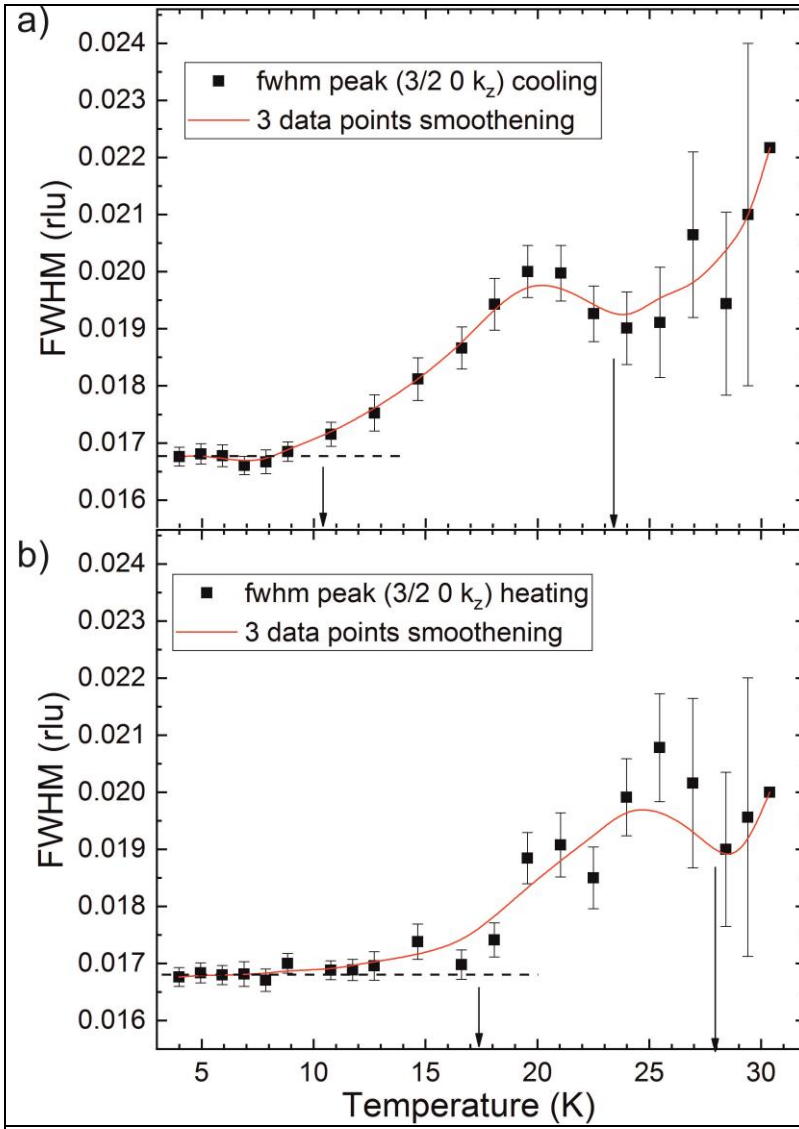 a)
0.024
0.023
0.022
0.021
0.020
0.019
0.018
0.017
0.016
FWHM (rlu)
fwhm peak (3/2 0 k_z) cooling
3 data points smoothening
b)
0.024
0.023
0.022
0.021
0.020
0.019
0.018
0.017
0.016
FWHM (rlu)
fwhm peak (3/2 0 k_z) heating
3 data points smoothening
5 10 15 20 25 30
Temperature (K)